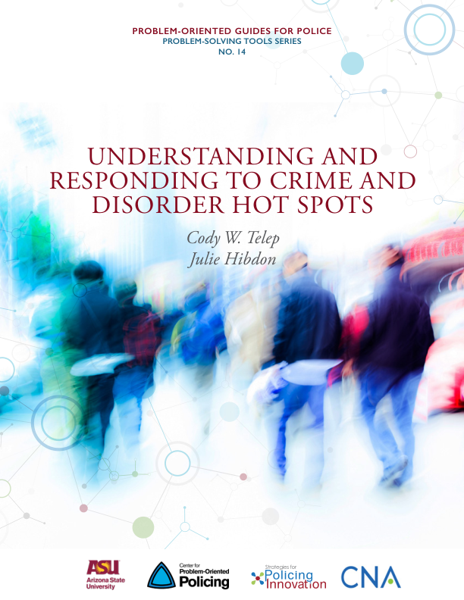 PROBLEM-ORIENTED GUIDES FOR POLICE
PROBLEM-SOLVING TOOLS SERIES
NO. 14
UNDERSTANDING AND
RESPONDING TO CRIME AND
DISORDER HOT SPOTS
Cody W. Telep
Julie Hibdon
ASU
Arizona State
University
Center for
Problem-Oriented
Policing
Strategies for
Policing
Innovation
CNA